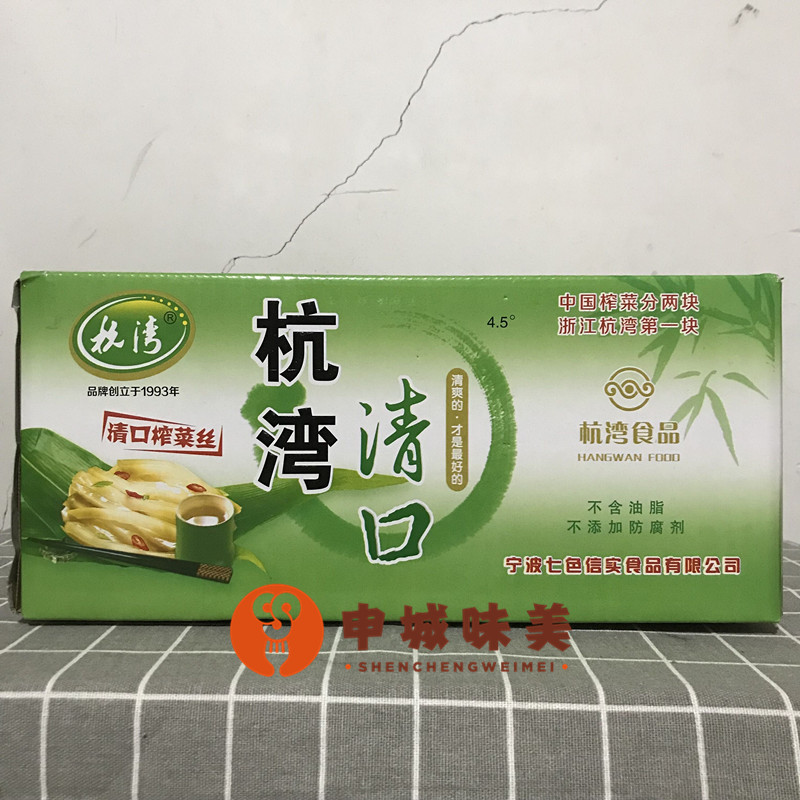 杭湾®
品牌创立于1993年
清口榨菜丝
杭湾
清口
4.5°
清爽的·才是最好的
中国榨菜分两块
浙江杭湾第一块
杭湾食品
HANGWAN FOOD
不含油脂
不添加防腐剂
宁波七色信实食品有限公司
申城味美
·SHENCHENGWEIMEI·